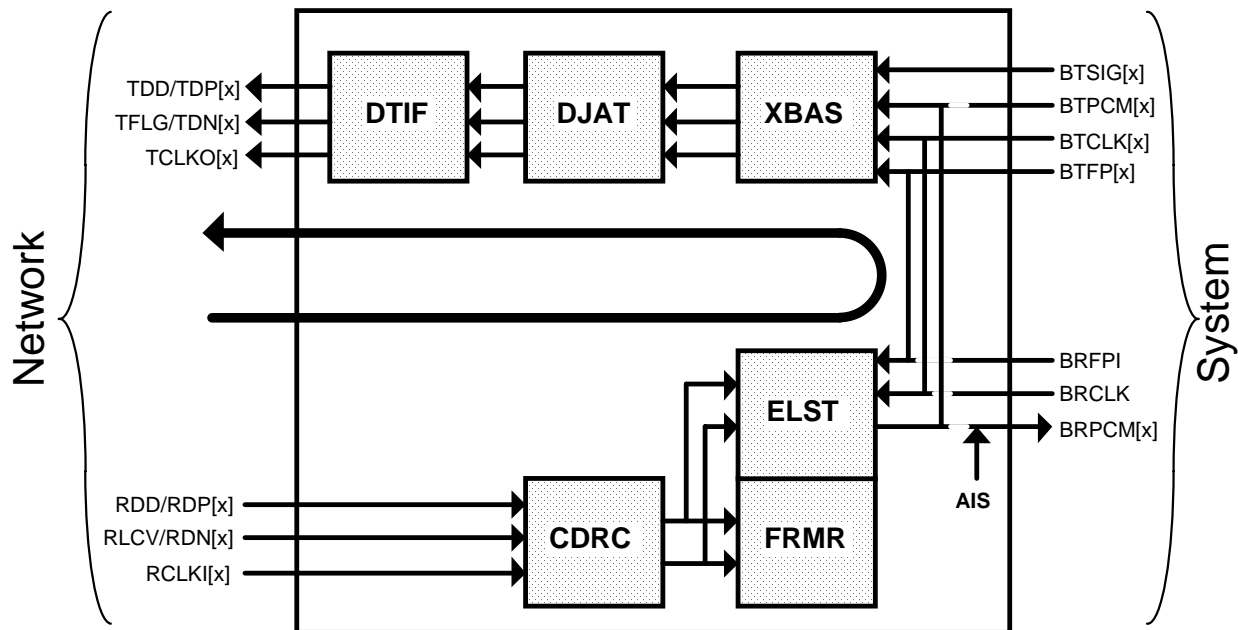 Network
System
TDD/TDP[x]
TFLG/TDN[x]
TCLKO[x]
DTIF
DJAT
XBAS
BTSIG[x]
BTPCM[x]
BTCLK[x]
BTFP[x]
BRFPI
BRCLK
BRPCM[x]
ELST
AIS
RDD/RDP[x]
RLCV/RDN[x]
RCLKI[x]
CDRC
FRMR